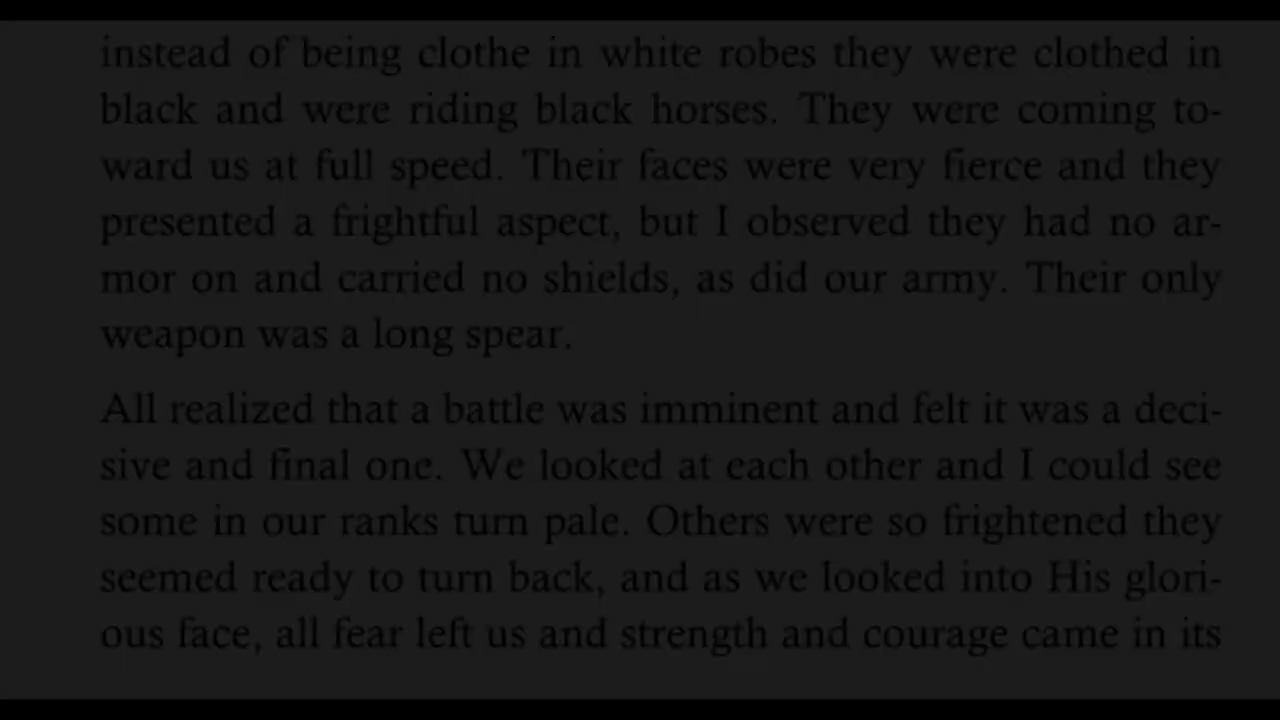 instead of being clothe in white robes they were clothed in
black and were riding black horses. They were coming to-
ward us at full speed. Their faces were very fierce and they
presented a frightful aspect, but I observed they had no ar-
mor on and carried no shields, as did our army. Their only
weapon was a long spear.
All realized that a battle was imminent and felt it was a deci-
sive and final one. We looked at each other and I could see
some in our ranks turn pale. Others were so frightened they
seemed ready to turn back, and as we looked into His glori-
ous face, all fear left us and strength and courage came in its